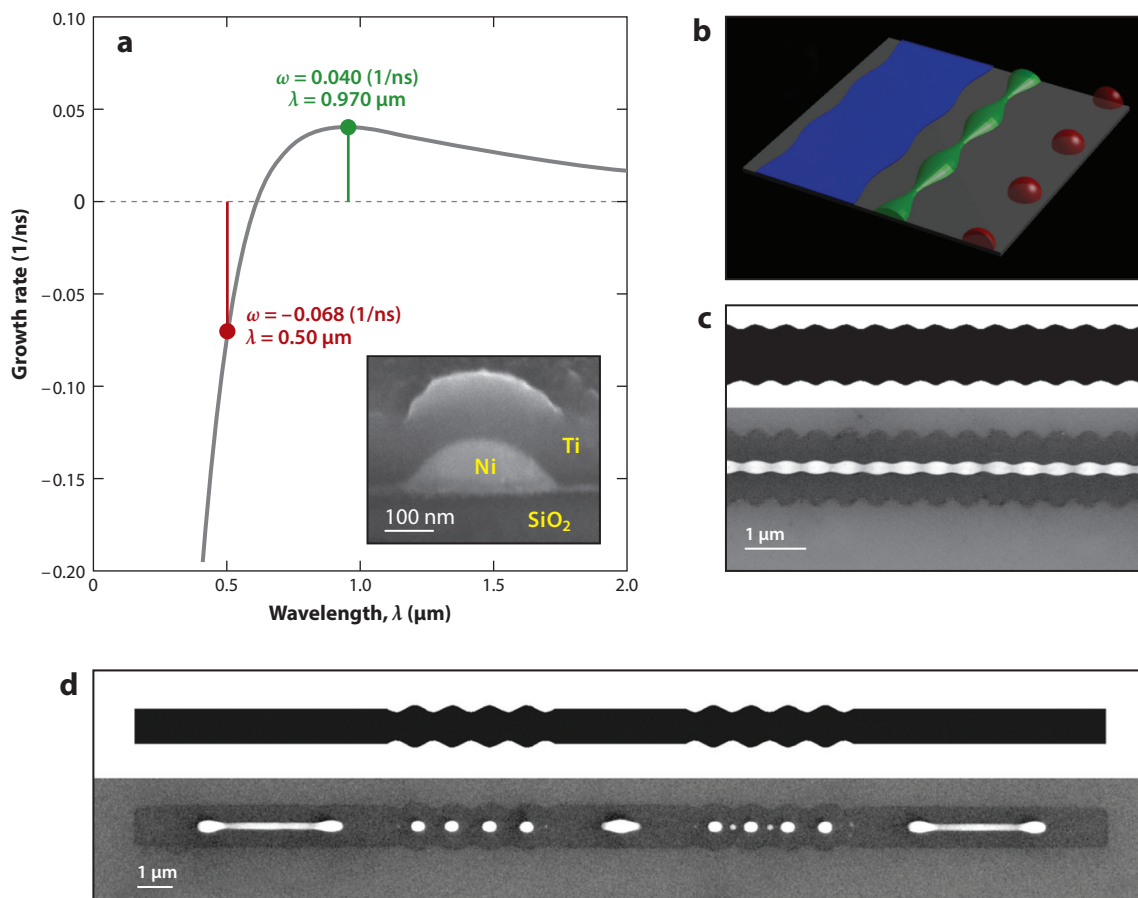 a
0.10
0.05
0
−0.05
−0.10
−0.15
−0.20
Growth rate (1/ns)
0
0.5
1.0
1.5
2.0
Wavelength, λ (μm)
ω = 0.040 (1/ns)
λ = 0.970 μm
ω = −0.068 (1/ns)
λ = 0.50 μm
Ti
Ni
100 nm
SiO₂
b
c
1 μm
d
1 μm